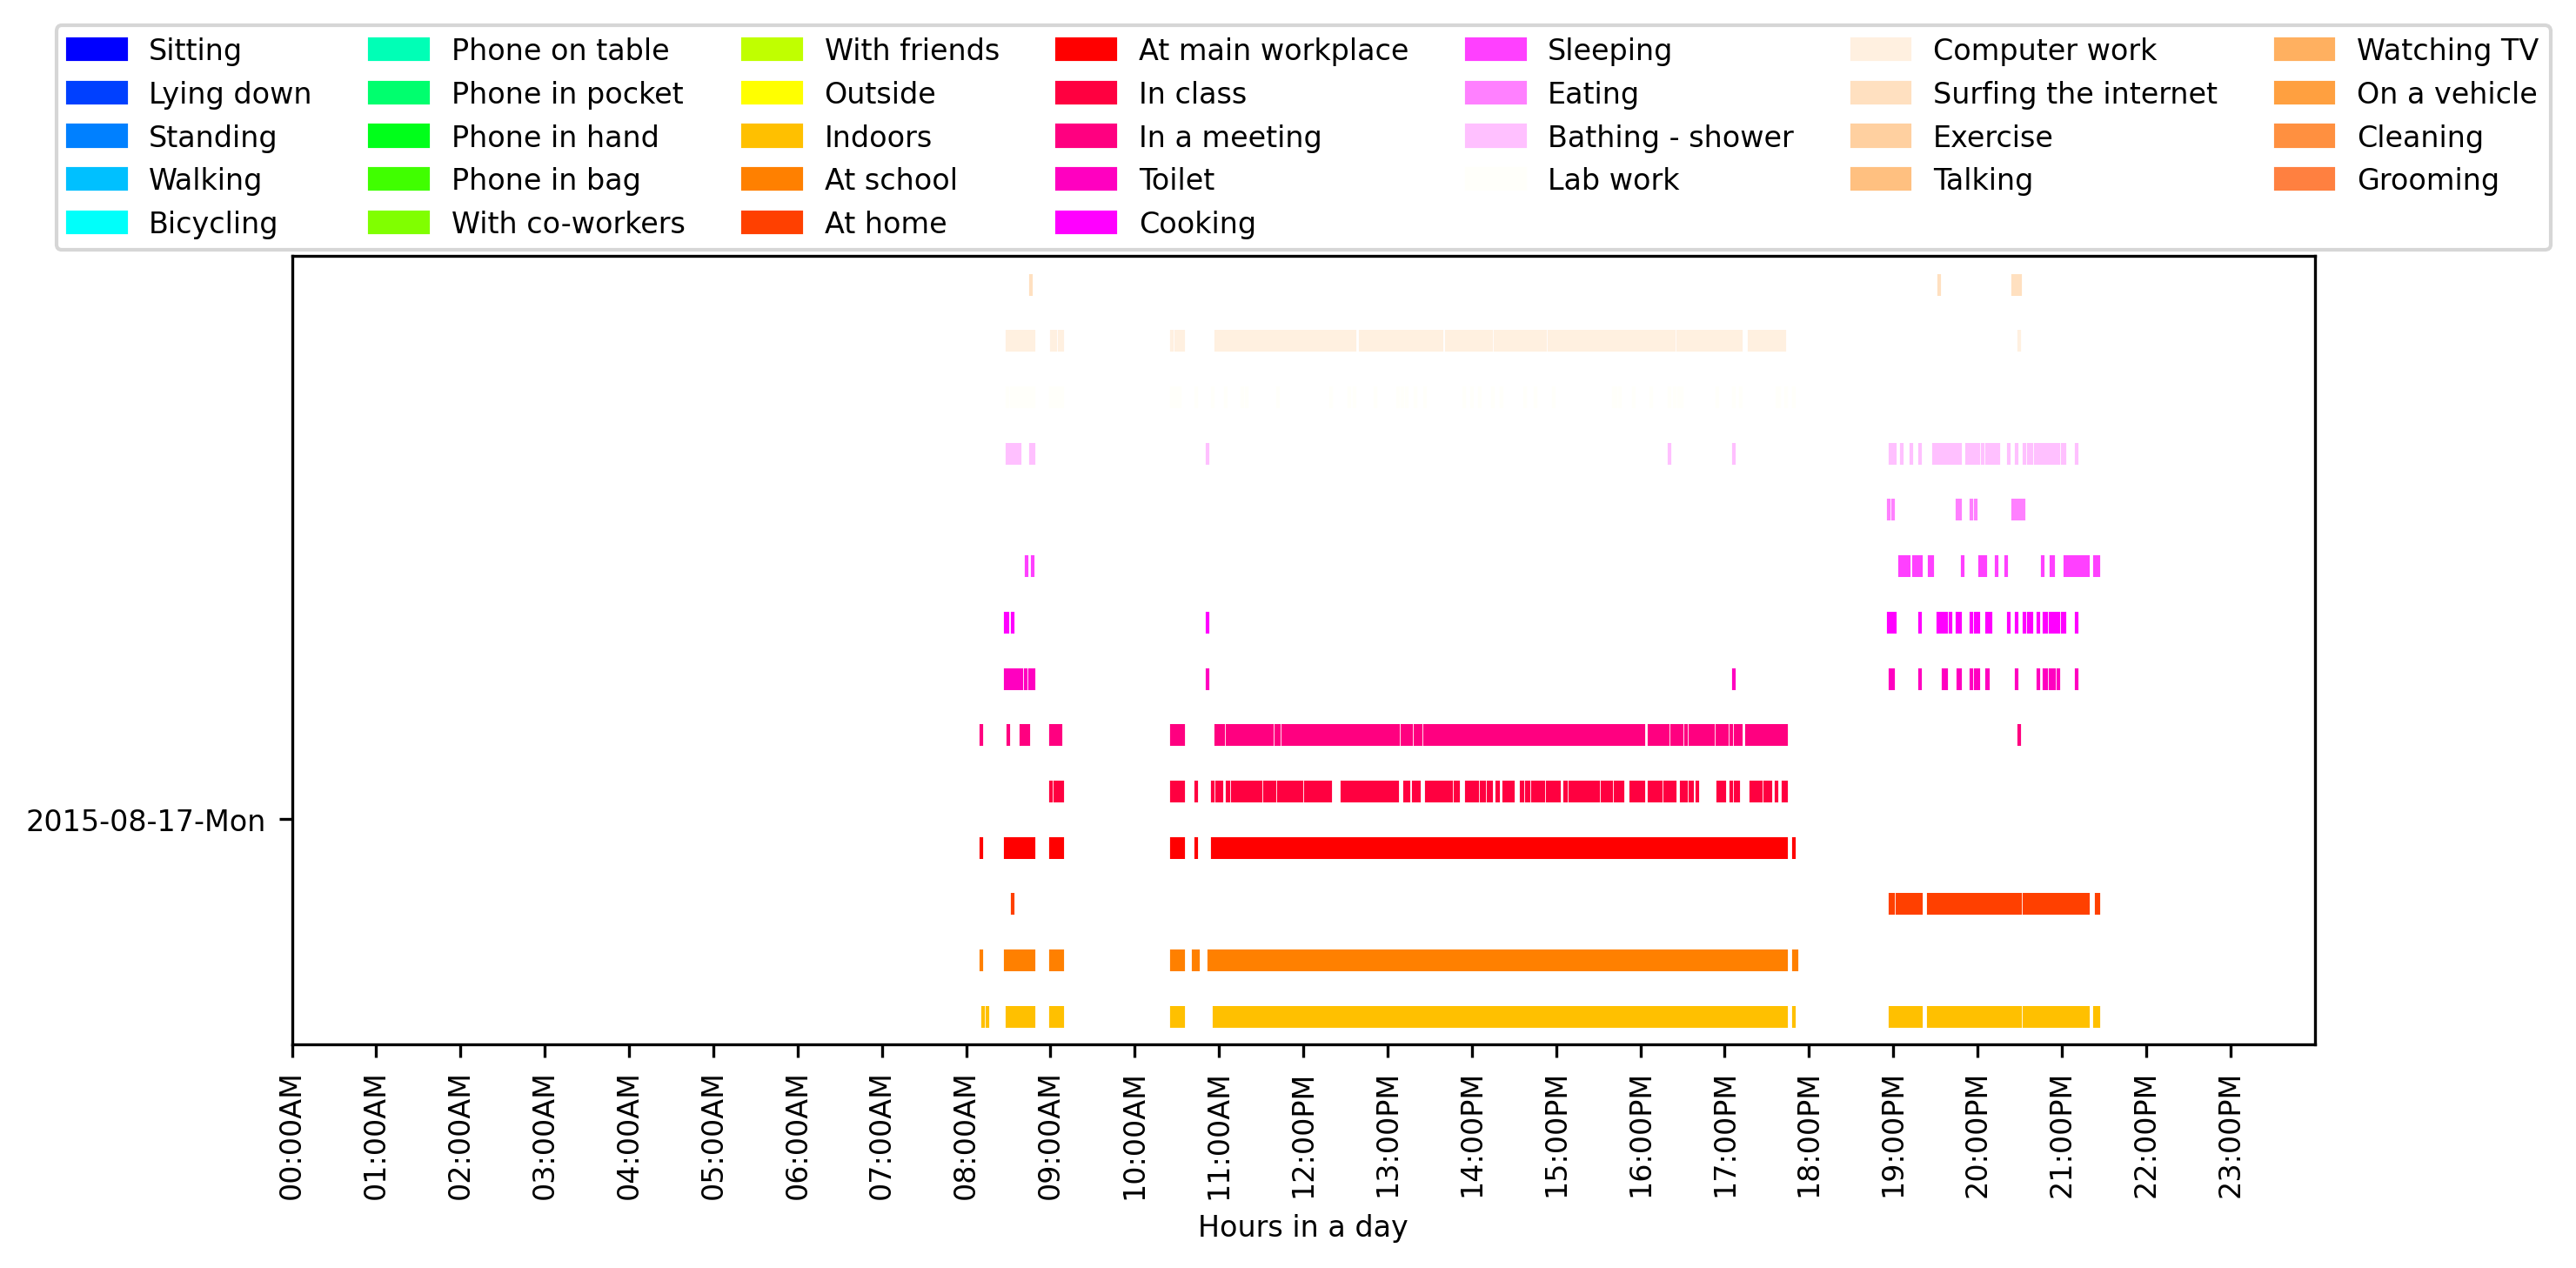 Sitting
Lying down
Standing
Walking
Bicycling
Phone on table
Phone in pocket
Phone in hand
Phone in bag
With co-workers
With friends
Outside
Indoors
At school
At home
At main workplace
In class
In a meeting
Toilet
Cooking
Sleeping
Eating
Bathing - shower
Lab work
Computer work
Surfing the internet
Exercise
Talking
Watching TV
On a vehicle
Cleaning
Grooming
2015-08-17-Mon
00:00AM
01:00AM
02:00AM
03:00AM
04:00AM
05:00AM
06:00AM
07:00AM
08:00AM
09:00AM
10:00AM
11:00AM
12:00PM
13:00PM
14:00PM
15:00PM
16:00PM
17:00PM
18:00PM
19:00PM
20:00PM
21:00PM
22:00PM
23:00PM
Hours in a day